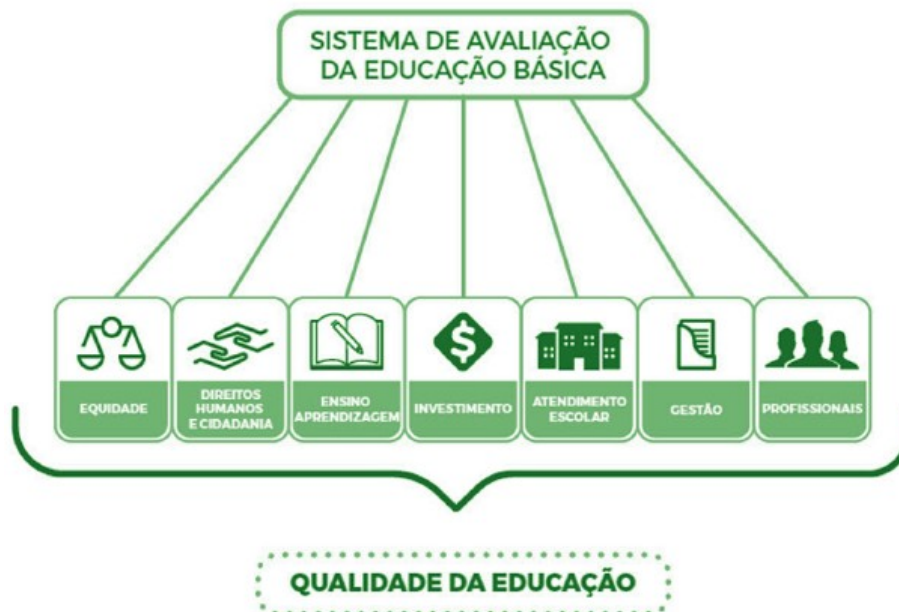 SISTEMA DE AVALIAÇÃO
DA EDUCAÇÃO BÁSICA
EQUIDADE
DIREITOS
HUMANOS
E CIDADANIA
ENSINO
APRENDIZAGEM
$
INVESTIMENTO
ATENDIMENTO
ESCOLAR
GESTÃO
PROFISSIONAIS
QUALIDADE DA EDUCAÇÃO